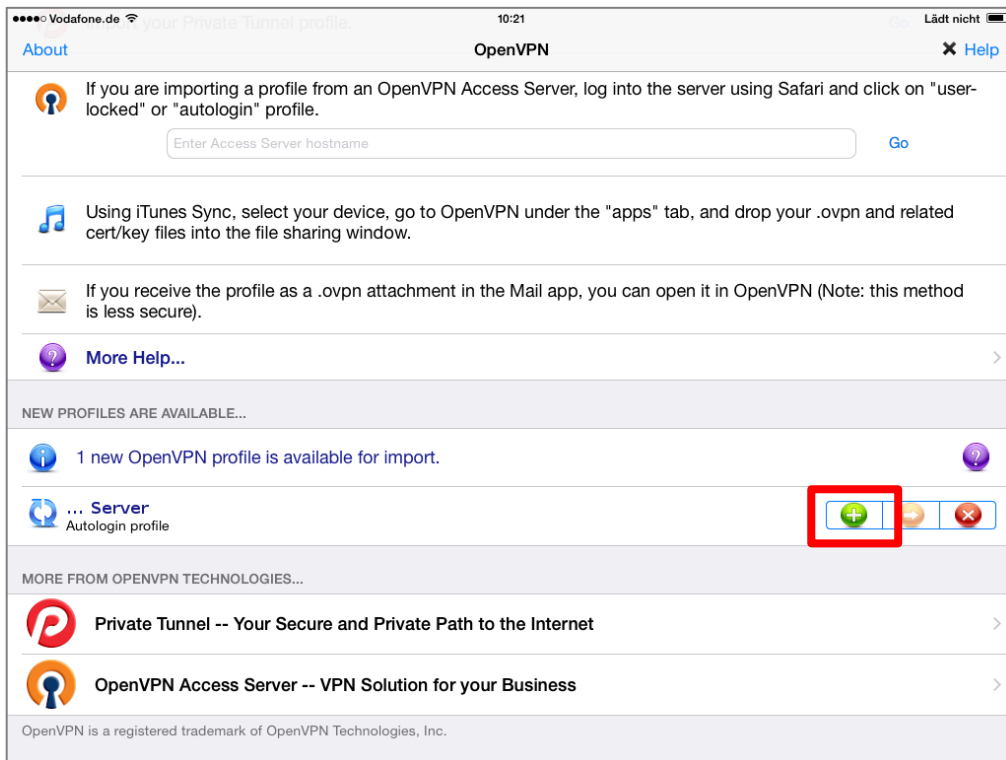 Vodafone.de
10:21
Lädt nicht
Import your Private Tunnel profile.
Go
About
OpenVPN
Help
If you are importing a profile from an OpenVPN Access Server, log into the server using Safari and click on "user-
locked" or "autologin" profile.
Enter Access Server hostname
Go
Using iTunes Sync, select your device, go to OpenVPN under the "apps" tab, and drop your .ovpn and related
cert/key files into the file sharing window.
If you receive the profile as a .ovpn attachment in the Mail app, you can open it in OpenVPN (Note: this method
is less secure).
More Help...
NEW PROFILES ARE AVAILABLE...
1 new OpenVPN profile is available for import.
... Server
Autologin profile
MORE FROM OPENVPN TECHNOLOGIES...
Private Tunnel -- Your Secure and Private Path to the Internet
OpenVPN Access Server -- VPN Solution for your Business
OpenVPN is a registered trademark of OpenVPN Technologies, Inc.